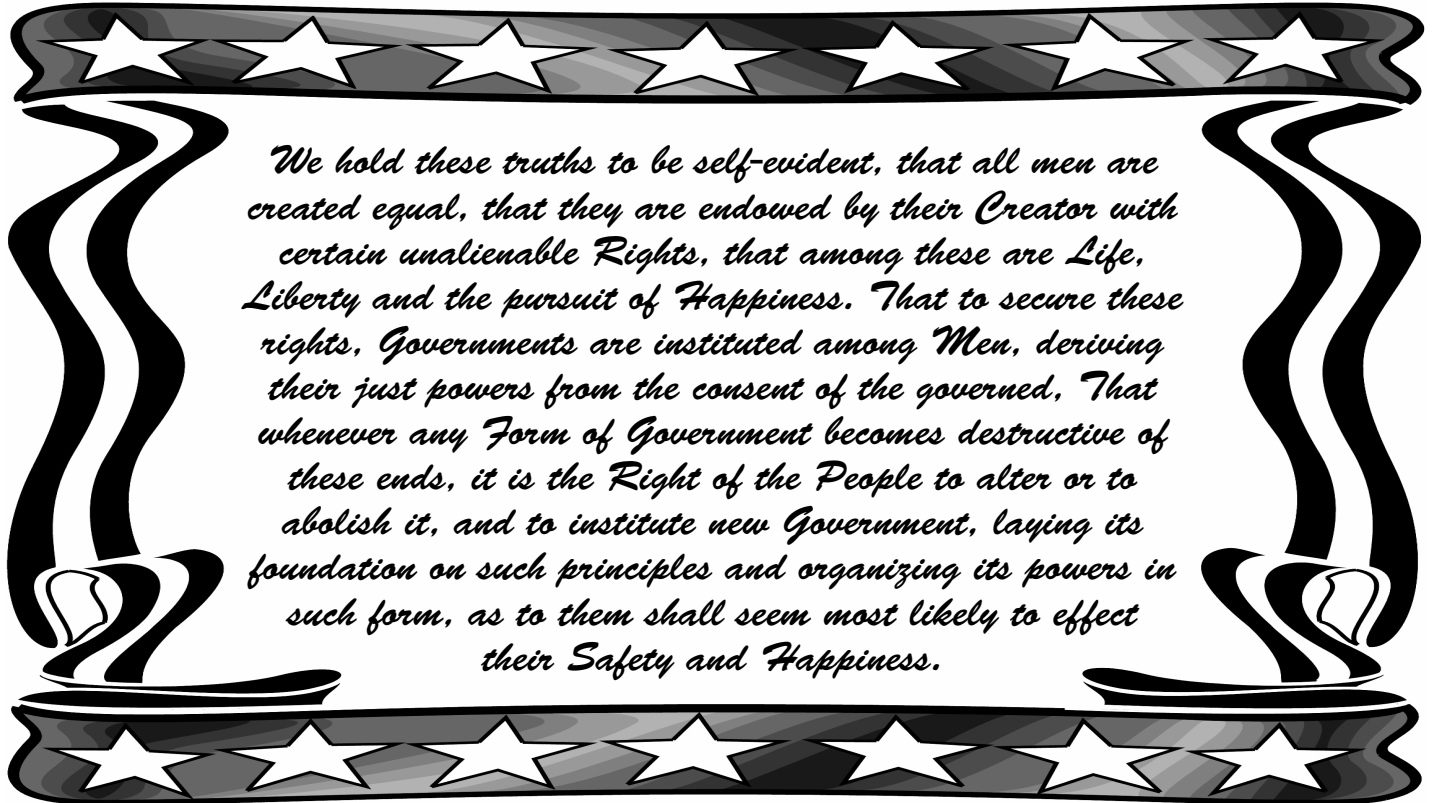 We hold these truths to be self-evident, that all men are
created equal, that they are endowed by their Creator with
certain unalienable Rights, that among these are Life,
Liberty and the pursuit of Happiness. That to secure these
rights, Governments are instituted among Men, deriving
their just powers from the consent of the governed, That
whenever any Form of Government becomes destructive of
these ends, it is the Right of the People to alter or to
abolish it, and to institute new Government, laying its
foundation on such principles and organizing its powers in
such form, as to them shall seem most likely to effect
their Safety and Happiness.